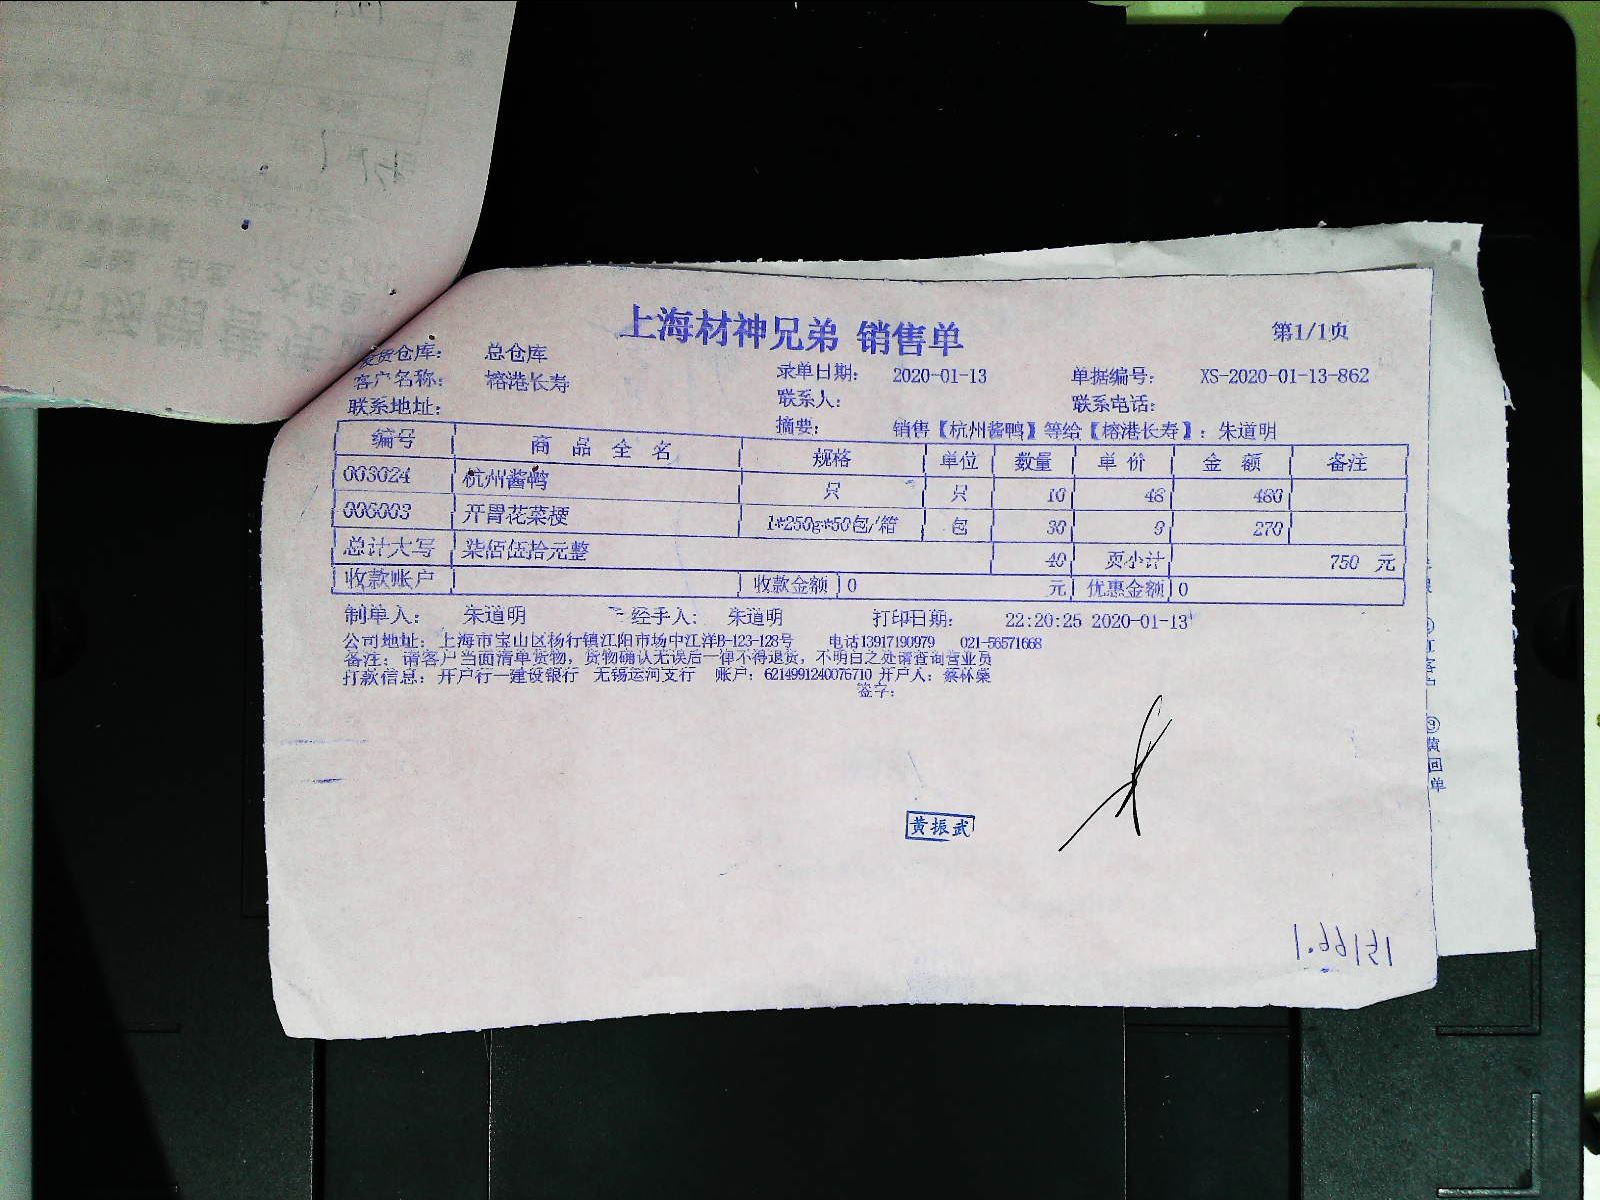 上海材神兄弟 销售单
第1/1页
发货仓库： 总仓库
客户名称： 榕港长寿 录单日期： 2020-01-13 单据编号： XS-2020-01-13-862
联系地址： 联系人： 联系电话：
摘要： 销售【杭州酱鸭】等给【榕港长寿】：朱道明
编号 商品全名 规格 单位 数量 单价 金额 备注
003024 杭州酱鸭 只 只 10 48 480
006003 开胃花菜梗 1*250g*50包/箱 包 30 9 270
总计大写 柒佰伍拾元整 40 页小计 750 元
收款账户 收款金额 0 元 优惠金额 0
制单人： 朱道明 经手人： 朱道明 打印日期： 22:20:25 2020-01-13
公司地址：上海市宝山区杨行镇江阳市场中江洋B-123-128号 电话13917190979 021-56571668
备注：请客户当面清单货物，货物确认无误后一律不得退货，不明白之处请查询营业员
打款信息：开户行一建设银行 无锡运河支行 账户：6214991240076710 开户人：蔡林燊
签字：
黄振武
黄回单